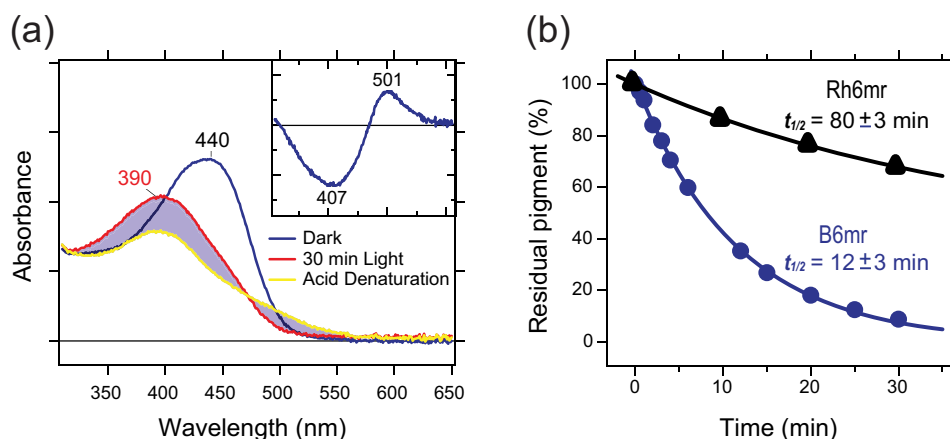 (a)
Absorbance
390
440
501
407
Dark
30 min Light
Acid Denaturation
350 400 450 500 550 600 650
Wavelength (nm)
(b)
Residual pigment (%)
100
80
60
40
20
0
Rh6mr
t1/2 = 80 ±3 min
B6mr
t1/2 = 12 ±3 min
0 10 20 30
Time (min)